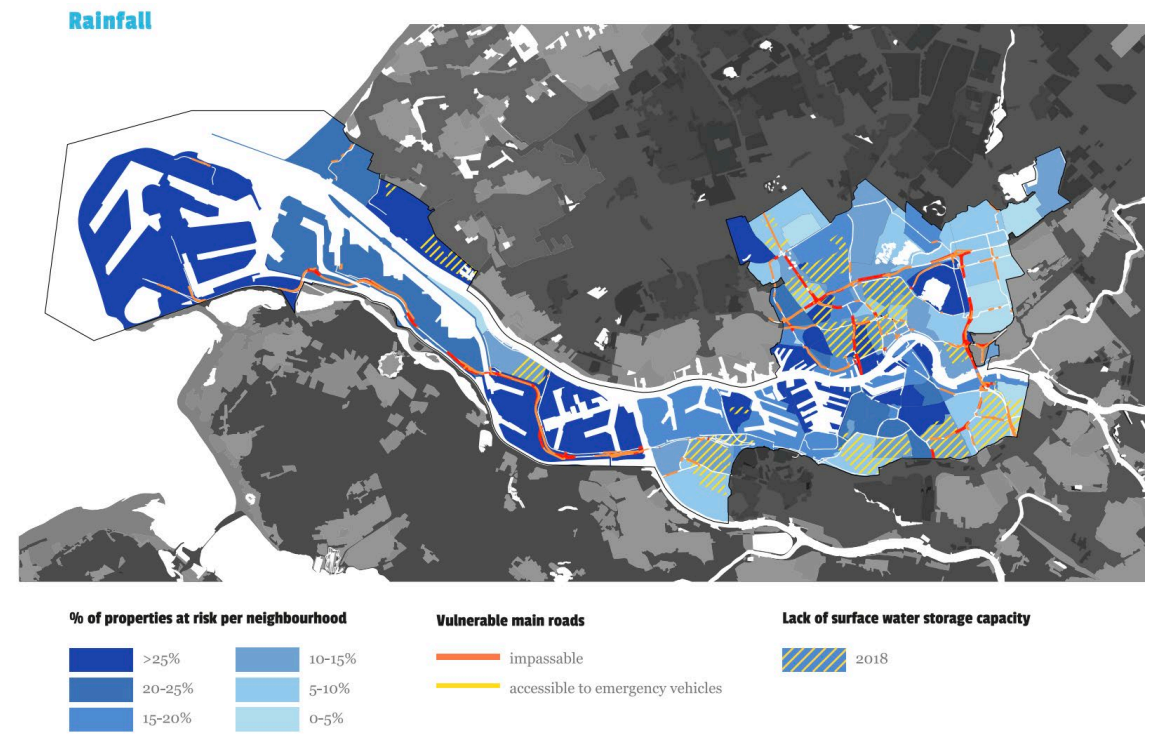 Rainfall
% of properties at risk per neighbourhood
>25%
20-25%
15-20%
10-15%
5-10%
0-5%
Vulnerable main roads
impassable
accessible to emergency vehicles
Lack of surface water storage capacity
2018